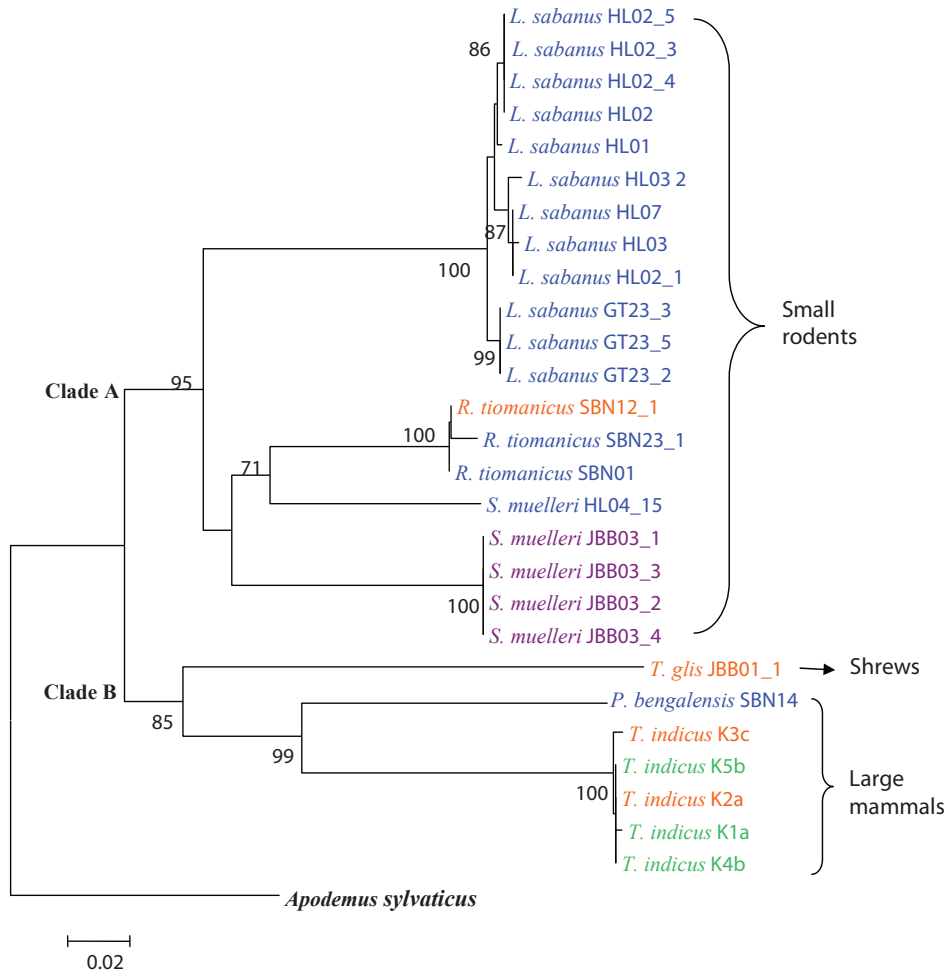 L. sabanus HL02_5
86
L. sabanus HL02_3
L. sabanus HL02_4
L. sabanus HL02
L. sabanus HL01
L. sabanus HL03 2
L. sabanus HL07
87
L. sabanus HL03
L. sabanus HL02_1
100
L. sabanus GT23_3
Small
rodents
L. sabanus GT23_5
99
L. sabanus GT23_2
Clade A
95
R. tiomanicus SBN12_1
100
R. tiomanicus SBN23_1
71
R. tiomanicus SBN01
S. muelleri HL04_15
S. muelleri JBB03_1
S. muelleri JBB03_3
100
S. muelleri JBB03_2
S. muelleri JBB03_4
T. glis JBB01_1
Shrews
Clade B
85
P. bengalensis SBN14
99
T. indicus K3c
T. indicus K5b
100
T. indicus K2a
Large
mammals
T. indicus K1a
T. indicus K4b
Apodemus sylvaticus
0.02